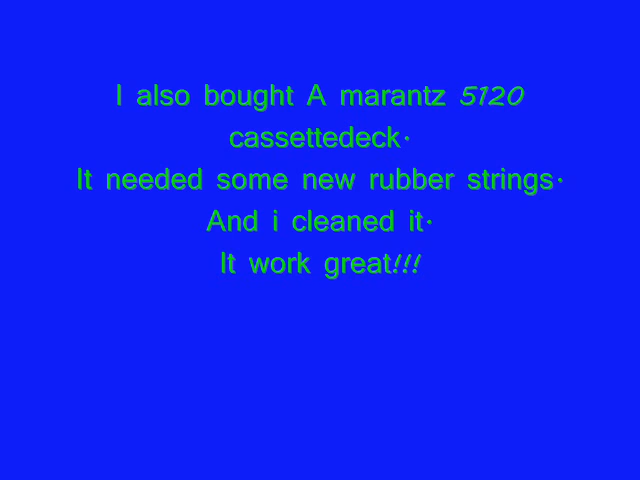 I also bought A marantz 5120
cassettedeck.
It needed some new rubber strings.
And i cleaned it.
It work great!!!